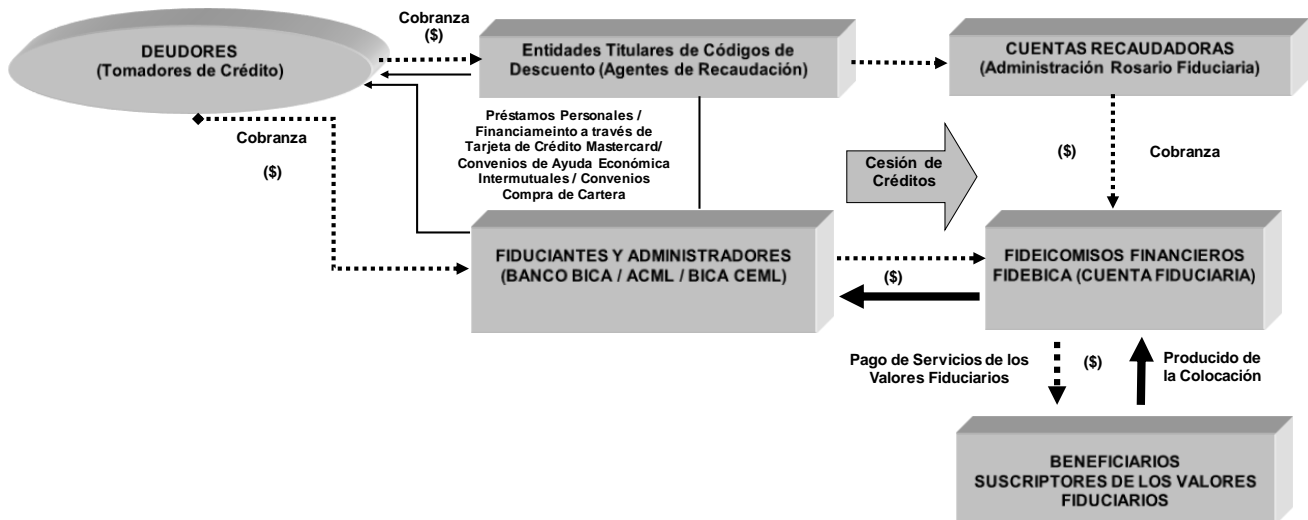 DEUDORES
(Tomadores de Crédito)
Cobranza
($)
Entidades Titulares de Códigos de
Descuento (Agentes de Recaudación)
CUENTAS RECAUDADORAS
(Administración Rosario Fiduciaria)
Cobranza
($)
Préstamos Personales /
Financiameinto a través de
Tarjeta de Crédito Mastercard/
Convenios de Ayuda Económica
Intermutuales / Convenios
Compra de Cartera
Cesión de
Créditos
($)
Cobranza
FIDUCIANTES Y ADMINISTRADORES
(BANCO BICA / ACML / BICA CEML)
($)
FIDEICOMISOS FINANCIEROS
FIDEBICA (CUENTA FIDUCIARIA)
Pago de Servicios de los
Valores Fiduciarios
($)
Producido de
la Colocación
BENEFICIARIOS
SUSCRIPTORES DE LOS VALORES
FIDUCIARIOS